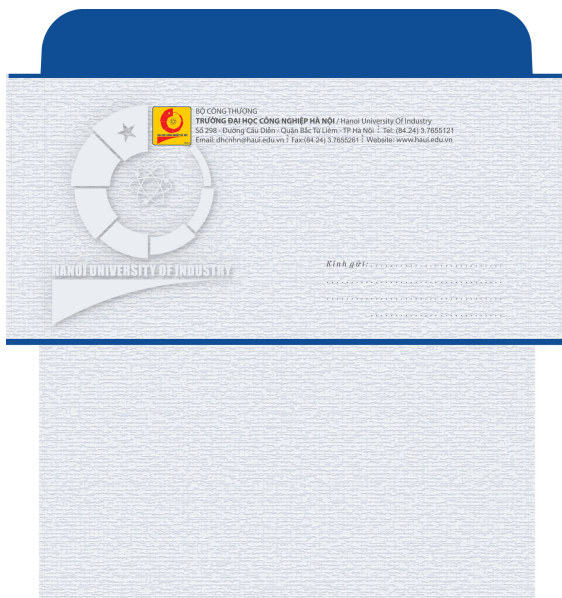 BỘ CÔNG THƯƠNG
TRƯỜNG ĐẠI HỌC CÔNG NGHIỆP HÀ NỘI / Hanoi University Of Industry
Số 298 - Đường Cầu Diễn - Quận Bắc Từ Liêm - TP Hà Nội ⁝ Tel: (84.24) 3.7655121
Email: dhcnhn@haui.edu.vn ⁝ Fax:(84.24) 3.7655261 ⁝ Website: www.haui.edu.vn
Kính gửi:
HANOI UNIVERSITY OF INDUSTRY